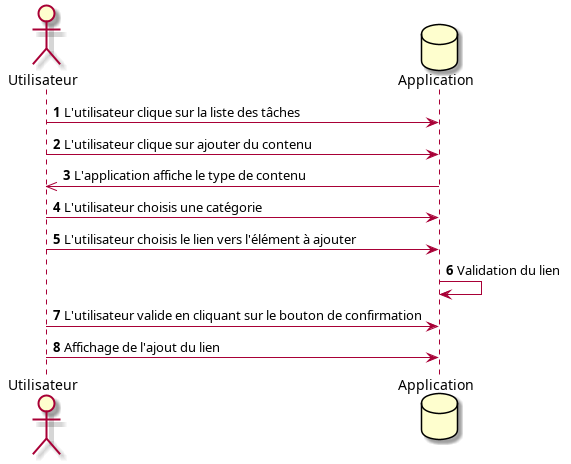 Utilisateur Application
1 L'utilisateur clique sur la liste des tâches
2 L'utilisateur clique sur ajouter du contenu
3 L'application affiche le type de contenu
4 L'utilisateur choisis une catégorie
5 L'utilisateur choisis le lien vers l'élément à ajouter
6 Validation du lien
7 L'utilisateur valide en cliquant sur le bouton de confirmation
8 Affichage de l'ajout du lien
Utilisateur Application